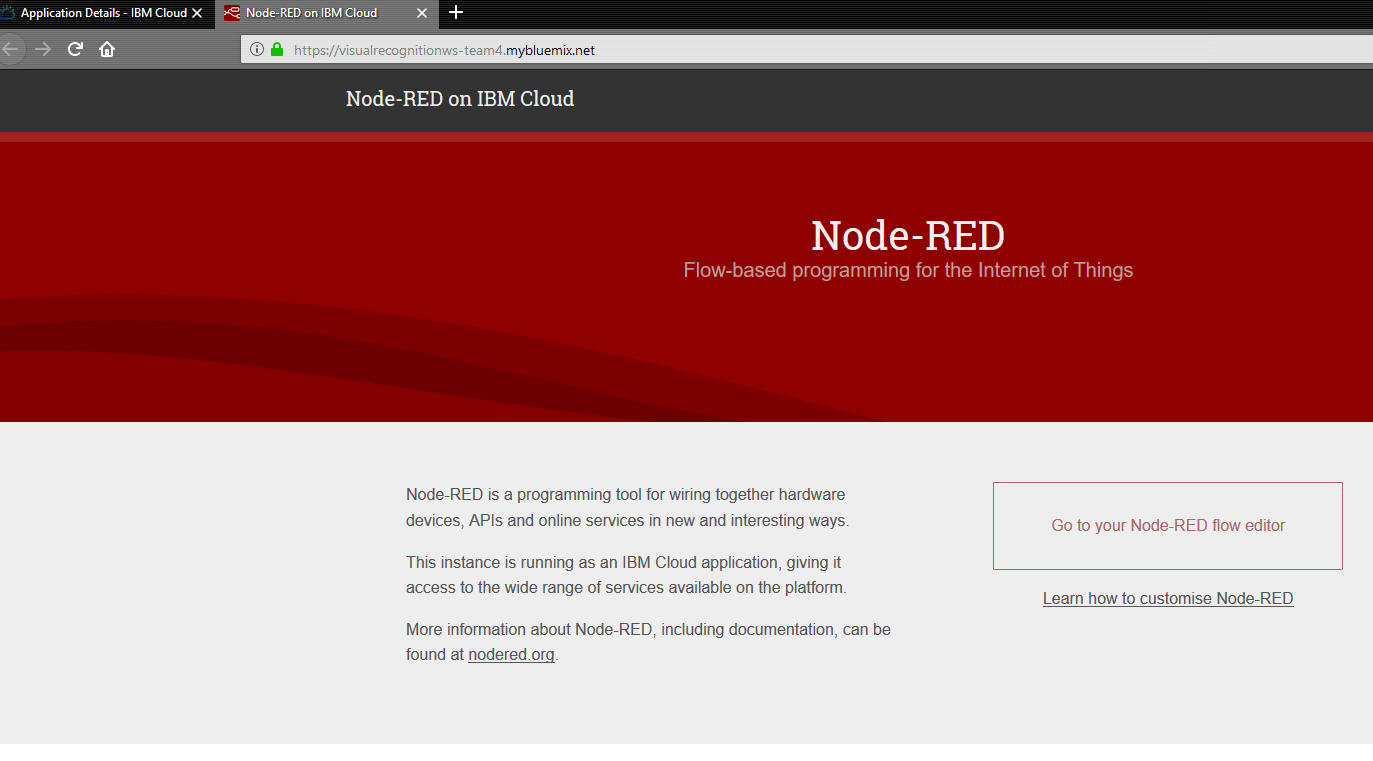 Application Details - IBM Cloud
Node-RED on IBM Cloud
https://visualrecognitionws-team4.mybluemix.net
Node-RED on IBM Cloud
Node-RED
Flow-based programming for the Internet of Things
Node-RED is a programming tool for wiring together hardware
devices, APIs and online services in new and interesting ways.
This instance is running as an IBM Cloud application, giving it
access to the wide range of services available on the platform.
More information about Node-RED, including documentation, can be
found at nodered.org.
Go to your Node-RED flow editor
Learn how to customise Node-RED